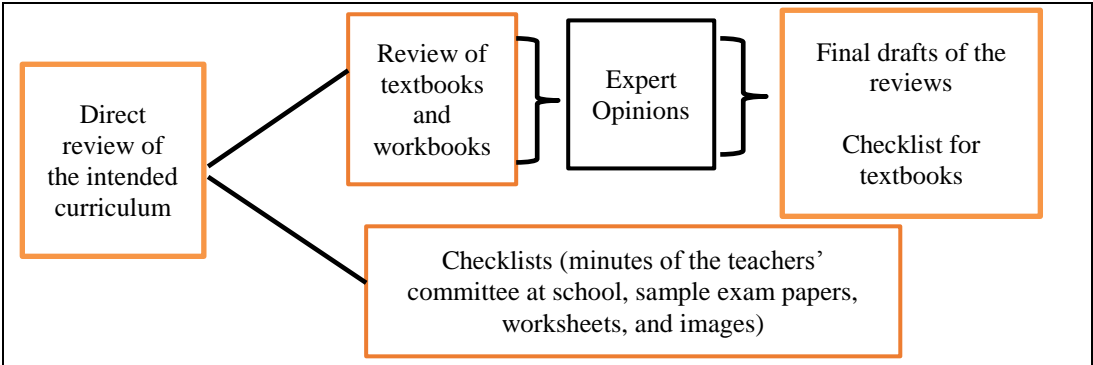 Direct
review of
the intended
curriculum
Review of
textbooks
and
workbooks
Expert
Opinions
Final drafts of the
reviews
Checklist for
textbooks
Checklists (minutes of the teachers’
committee at school, sample exam papers,
worksheets, and images)